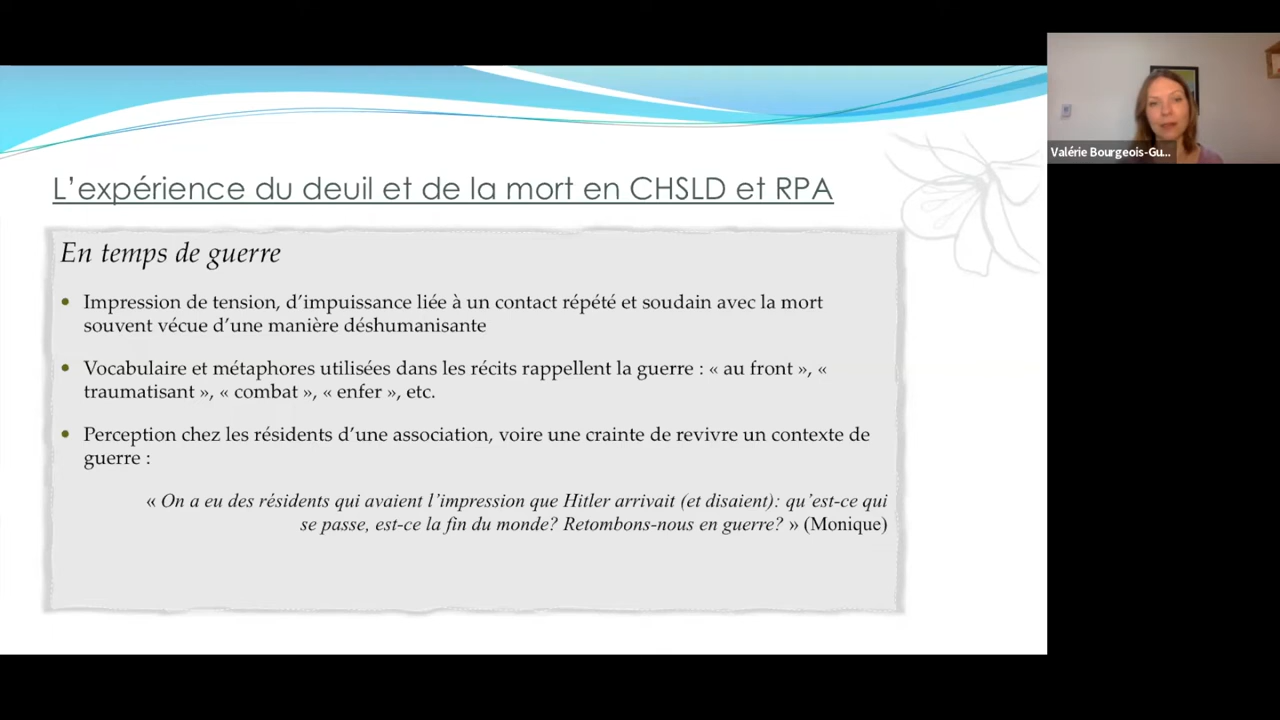 L'expérience du deuil et de la mort en CHSLD et RPA
En temps de guerre
• Impression de tension, d'impuissance liée à un contact répété et soudain avec la mort
souvent vécue d'une manière déshumanisante
• Vocabulaire et métaphores utilisées dans les récits rappellent la guerre : « au front », «
traumatisant », « combat », « enfer », etc.
• Perception chez les résidents d'une association, voire une crainte de revivre un contexte de
guerre :
« On a eu des résidents qui avaient l'impression que Hitler arrivait (et disaient): qu'est-ce qui
se passe, est-ce la fin du monde? Retombons-nous en guerre? » (Monique)
Valérie Bourgeois-Gu...